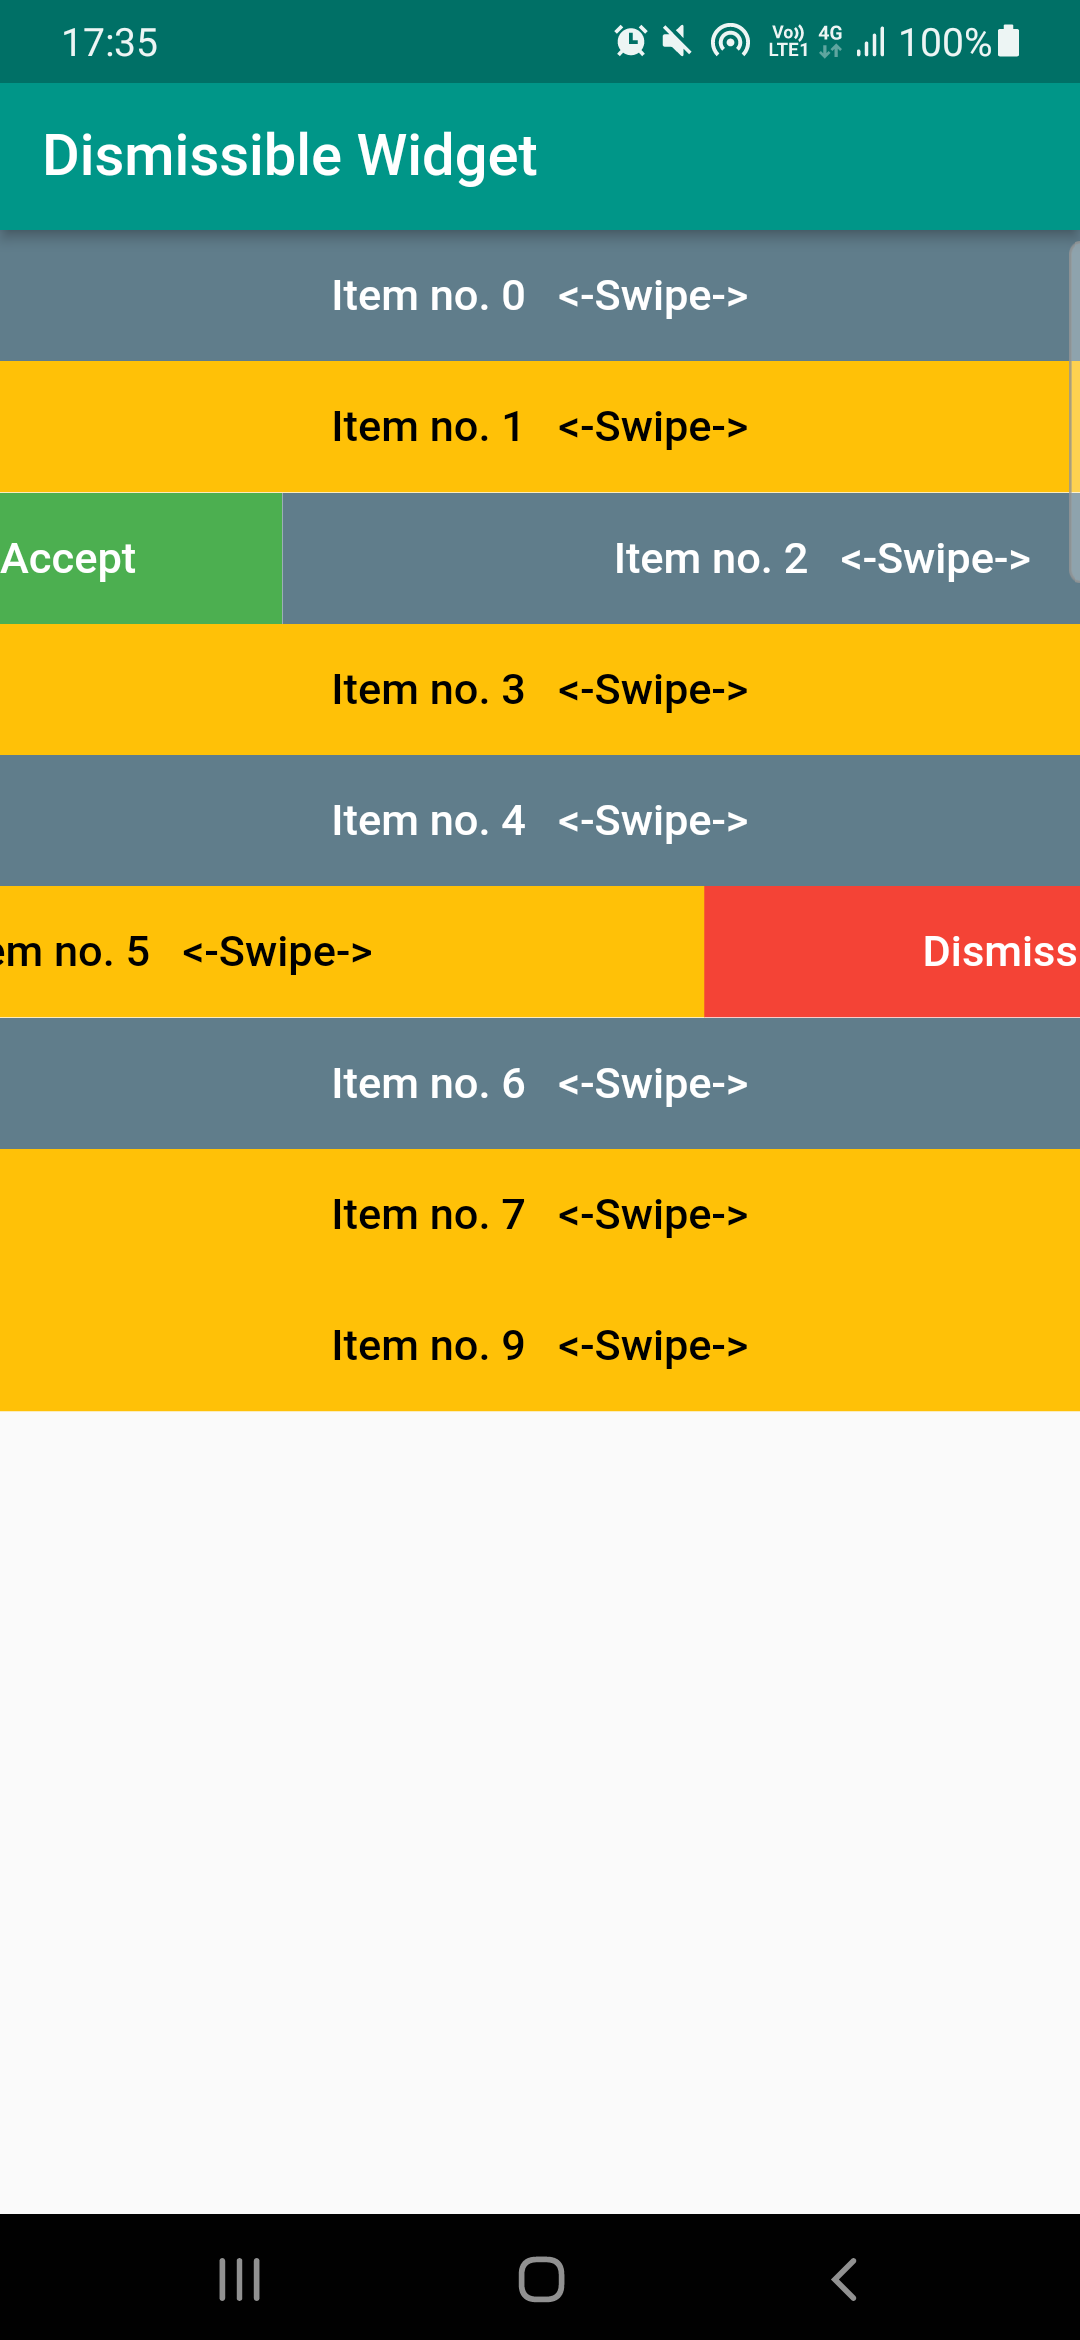 17:35 Vo)) LTE1 4G 100%
Dismissible Widget
Item no. 0 <-Swipe->
Item no. 1 <-Swipe->
Accept Item no. 2 <-Swipe->
Item no. 3 <-Swipe->
Item no. 4 <-Swipe->
em no. 5 <-Swipe-> Dismiss
Item no. 6 <-Swipe->
Item no. 7 <-Swipe->
Item no. 9 <-Swipe->